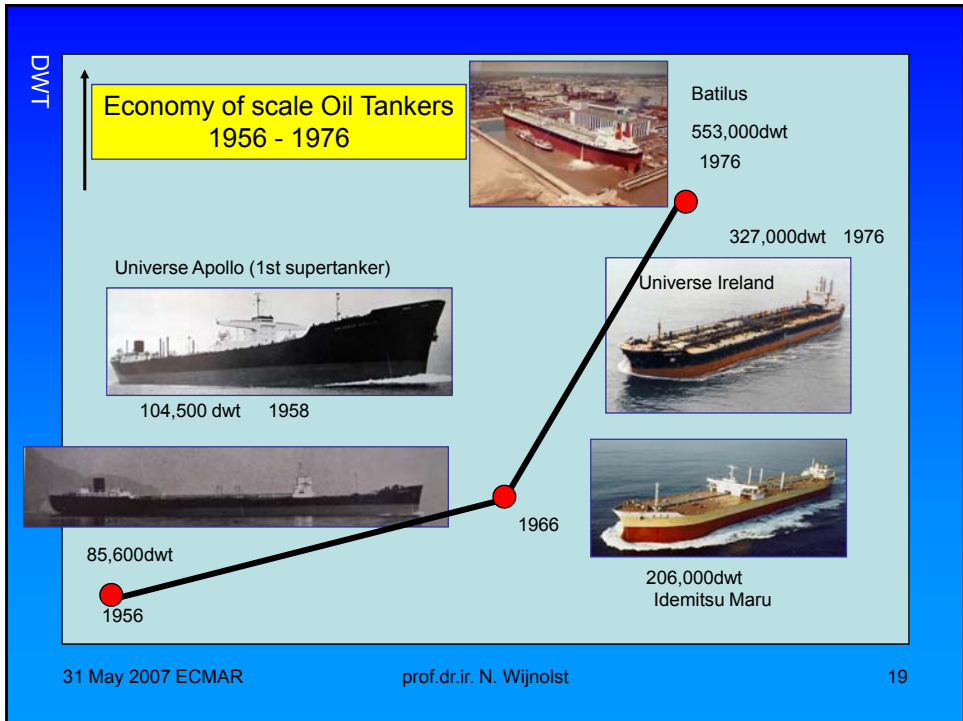 DWT
Economy of scale Oil Tankers
1956 - 1976
Batilus
553,000dwt
1976
327,000dwt 1976
Universe Apollo (1st supertanker)
Universe Ireland
104,500 dwt 1958
1966
85,600dwt
206,000dwt
Idemitsu Maru
1956
31 May 2007 ECMAR
prof.dr.ir. N. Wijnolst
19